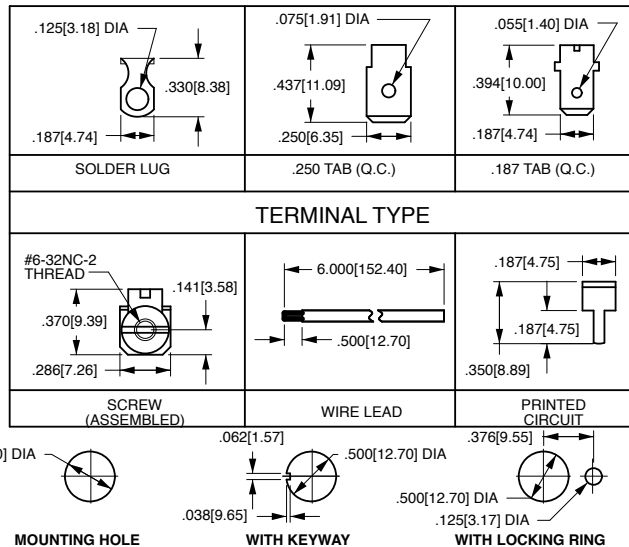 .125[3.18] DIA
.330[8.38]
.187[4.74]
SOLDER LUG
.075[1.91] DIA
.437[11.09]
.250[6.35]
.250 TAB (Q.C.)
.055[1.40] DIA
.394[10.00]
.187[4.74]
.187 TAB (Q.C.)
TERMINAL TYPE
#6-32NC-2
THREAD
.141[3.58]
.370[9.39]
.286[7.26]
SCREW
(ASSEMBLED)
6.000[152.40]
.500[12.70]
WIRE LEAD
.187[4.75]
.187[4.75]
.350[8.89]
PRINTED
CIRCUIT
] DIA
MOUNTING HOLE
.062[1.57]
.500[12.70] DIA
.038[9.65]
WITH KEYWAY
.376[9.55]
.500[12.70] DIA
.125[3.17] DIA
WITH LOCKING RING